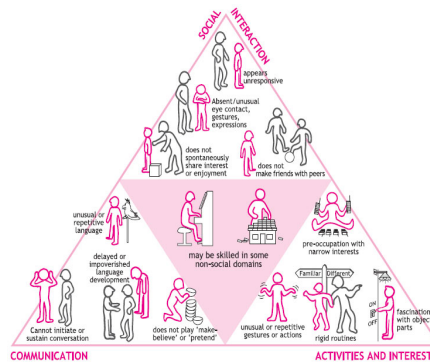 SOCIAL INTERACTION
appears
unresponsive
Absent/unusual
eye contact,
gestures,
expressions
does not
spontaneously
share interest
or enjoyment
does not
make friends with peers
unusual or
repetitive
language
may be skilled in some
non-social domains
pre-occupation with
narrow interests
delayed or
impoverished
language
development
Familiar
Different
ON
OFF
fascination
with object
parts
Cannot initiate or
sustain conversation
does not play 'make-
believe' or 'pretend'
unusual or repetitive
gestures or actions
rigid routines
COMMUNICATION
ACTIVITIES AND INTEREST